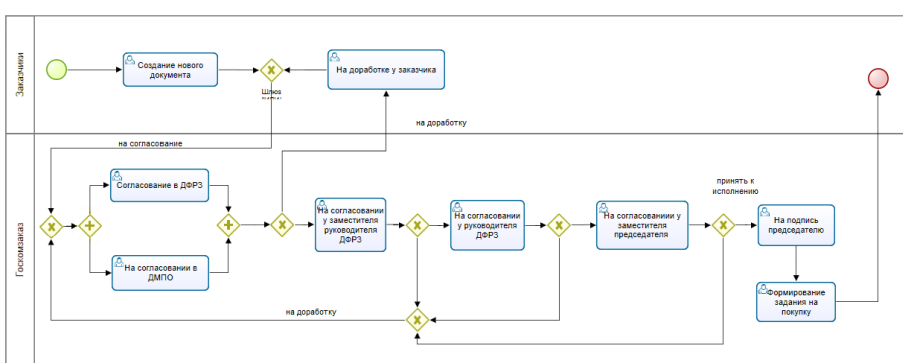 Заказчики
Создание нового
документа
Шлюз
На доработке у заказчика
на доработку
Госкомзаказ
на согласование
Согласование в ДФРЗ
На согласовании в
ДМПО
На согласовании
у заместителя
руководителя
ДФРЗ
На согласовании
у руководителя
ДФРЗ
На согласованиии у
заместителя
председателя
принять к
исполнению
На подпись
председателю
Формирование
задания на
покупку
на доработку